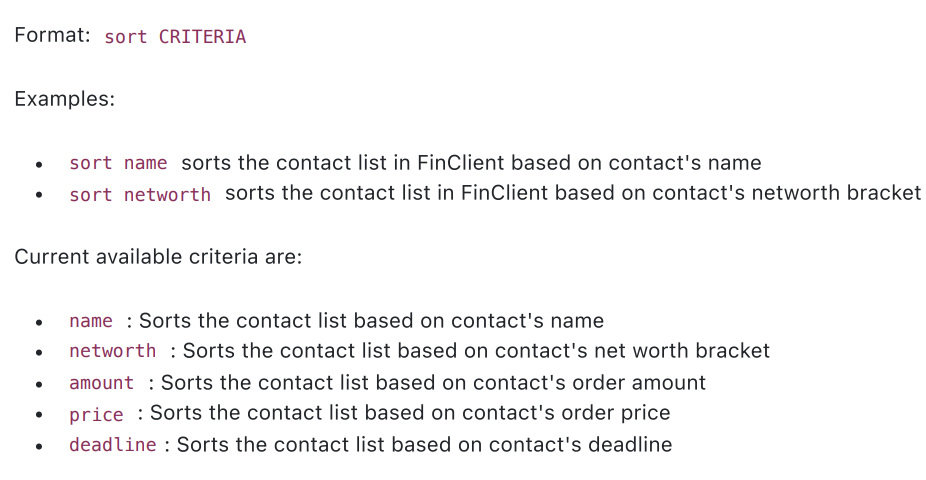 Format: sort CRITERIA
Examples:
• sort name sorts the contact list in FinClient based on contact's name
• sort networth sorts the contact list in FinClient based on contact's networth bracket
Current available criteria are:
• name : Sorts the contact list based on contact's name
• networth : Sorts the contact list based on contact's net worth bracket
• amount : Sorts the contact list based on contact's order amount
• price : Sorts the contact list based on contact's order price
• deadline : Sorts the contact list based on contact's deadline